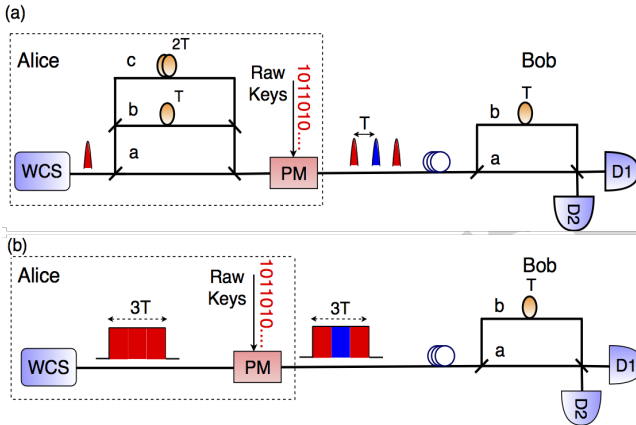 (a)
Alice
Bob
2T
c
Raw
Keys
1011010...
T
b
T
b
T
a
a
WCS
PM
D1
D2
(b)
Alice
Bob
Raw
Keys
1011010...
T
3T
3T
b
a
WCS
PM
D1
D2